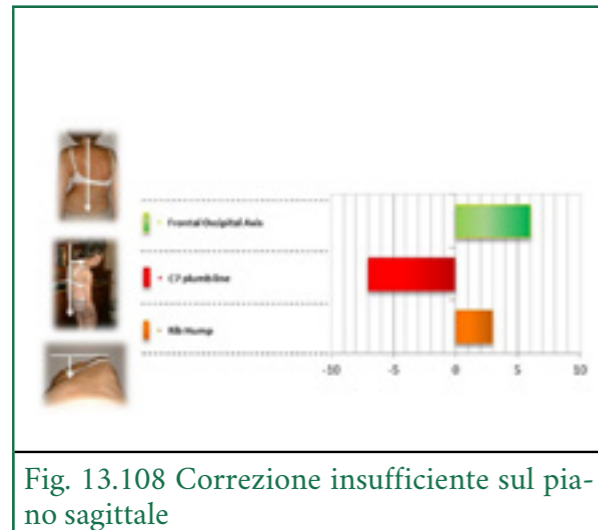 Frontal Occipital Axis
C7 plumbline
Rib Hump
-10 -5 0 5 10
Fig. 13.108 Correzione insufficiente sul pia-
no sagittale